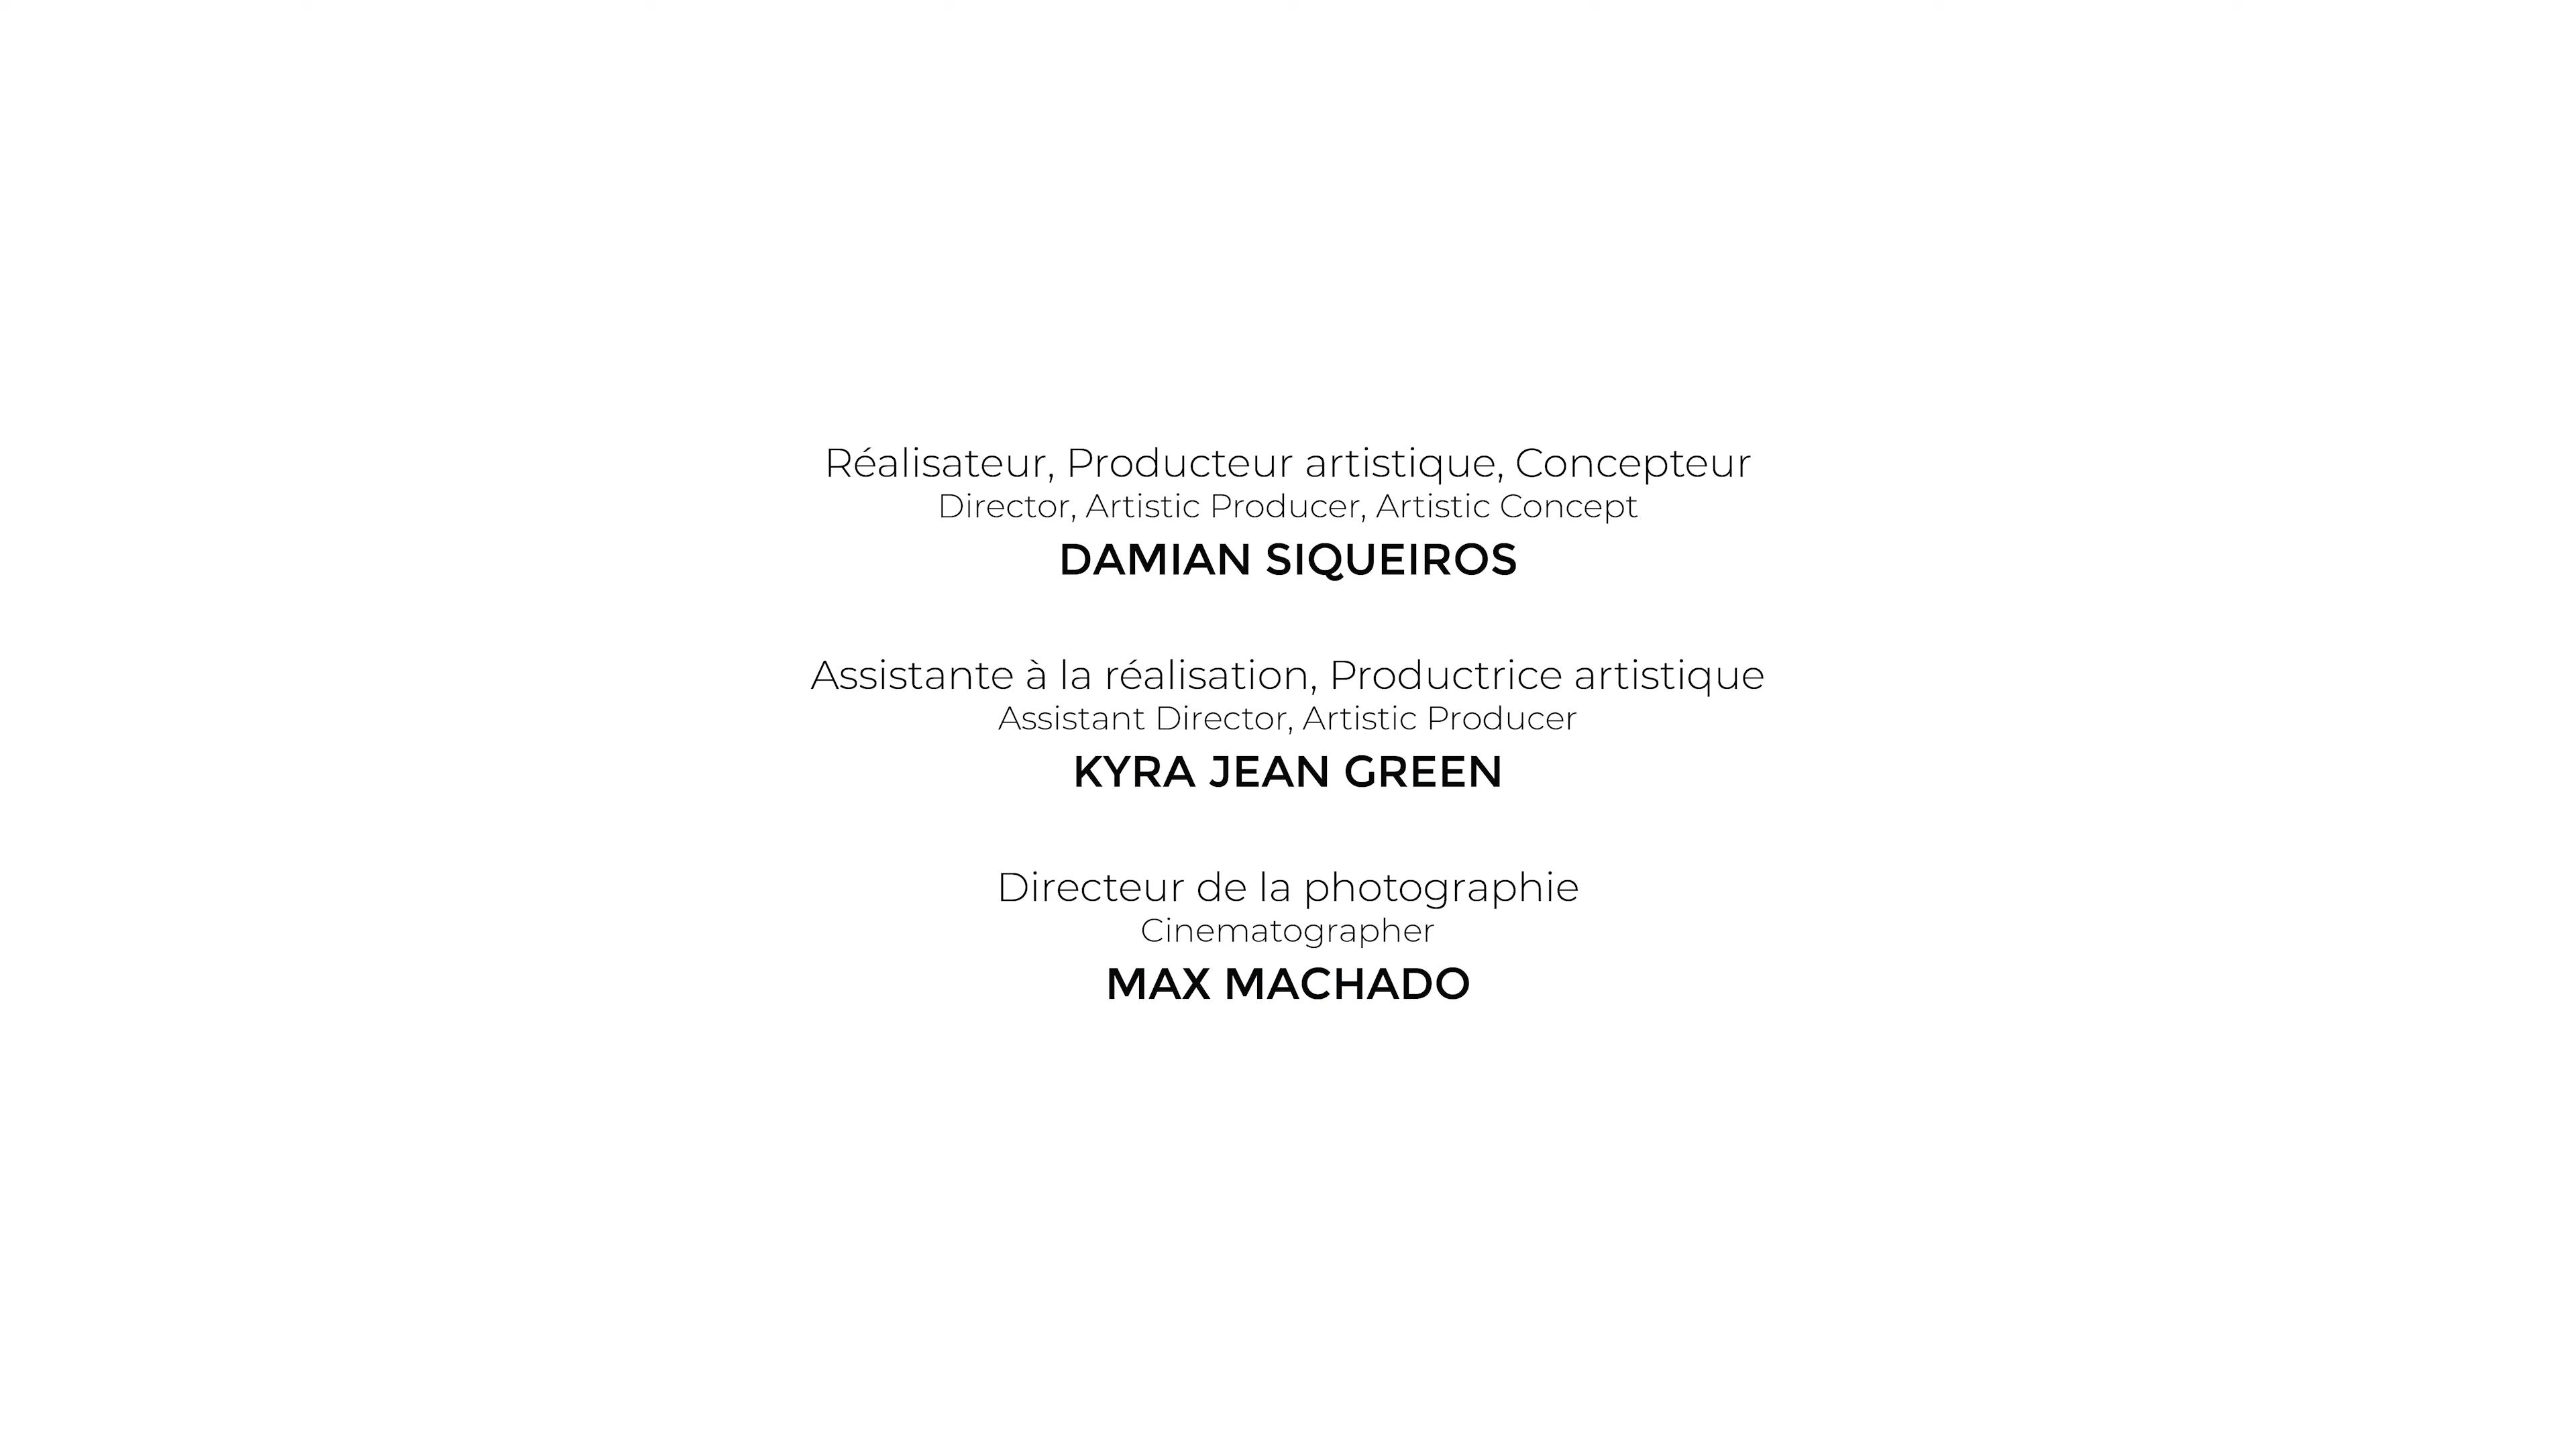 Réalisateur, Producteur artistique, Concepteur
Director, Artistic Producer, Artistic Concept
DAMIAN SIQUEIROS
Assistante à la réalisation, Productrice artistique
Assistant Director, Artistic Producer
KYRA JEAN GREEN
Directeur de la photographie
Cinematographer
MAX MACHADO